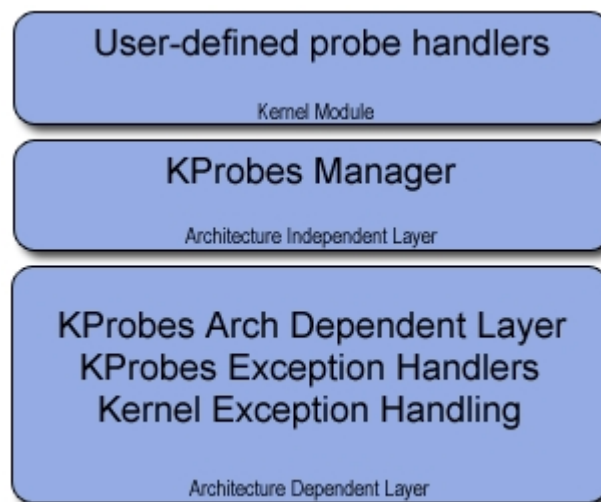 User-defined probe handlers
Kernel Module
KProbes Manager
Architecture Independent Layer
KProbes Arch Dependent Layer
KProbes Exception Handlers
Kernel Exception Handling
Architecture Dependent Layer